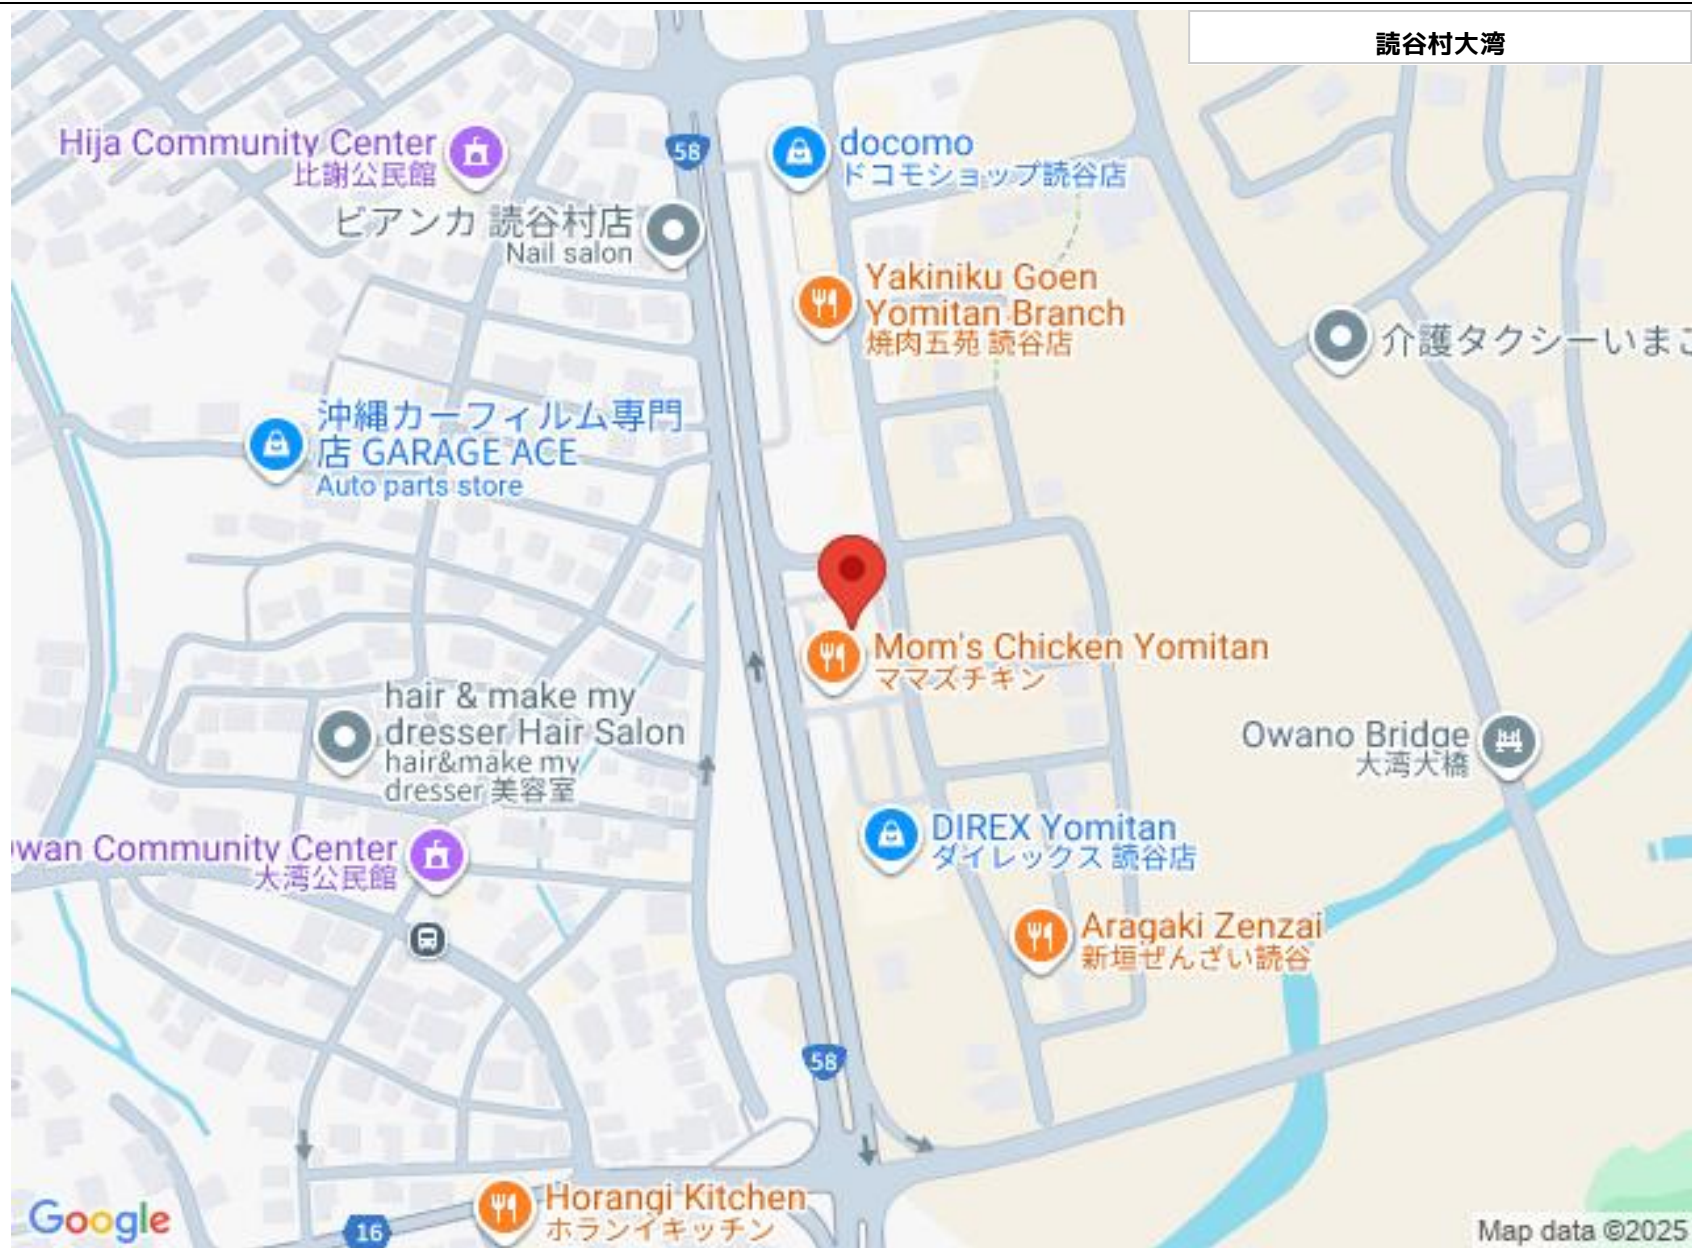 読谷村大湾
Hija Community Center
比謝公民館
58
docomo
ドコモショップ読谷店
ビアンカ 読谷村店
Nail salon
Yakiniku Goen
Yomitan Branch
焼肉五苑 読谷店
介護タクシーいまこ
沖縄カーフィルム専門
店 GARAGE ACE
Auto parts store
Mom's Chicken Yomitan
ママズチキン
hair & make my
dresser Hair Salon
hair&make my
dresser 美容室
Owano Bridge
大湾大橋
wan Community Center
大湾公民館
DIREX Yomitan
ダイレックス 読谷店
Aragaki Zenzai
新垣ぜんざい読谷
58
Horangi Kitchen
ホランイキッチン
16
Google
Map data ©2025